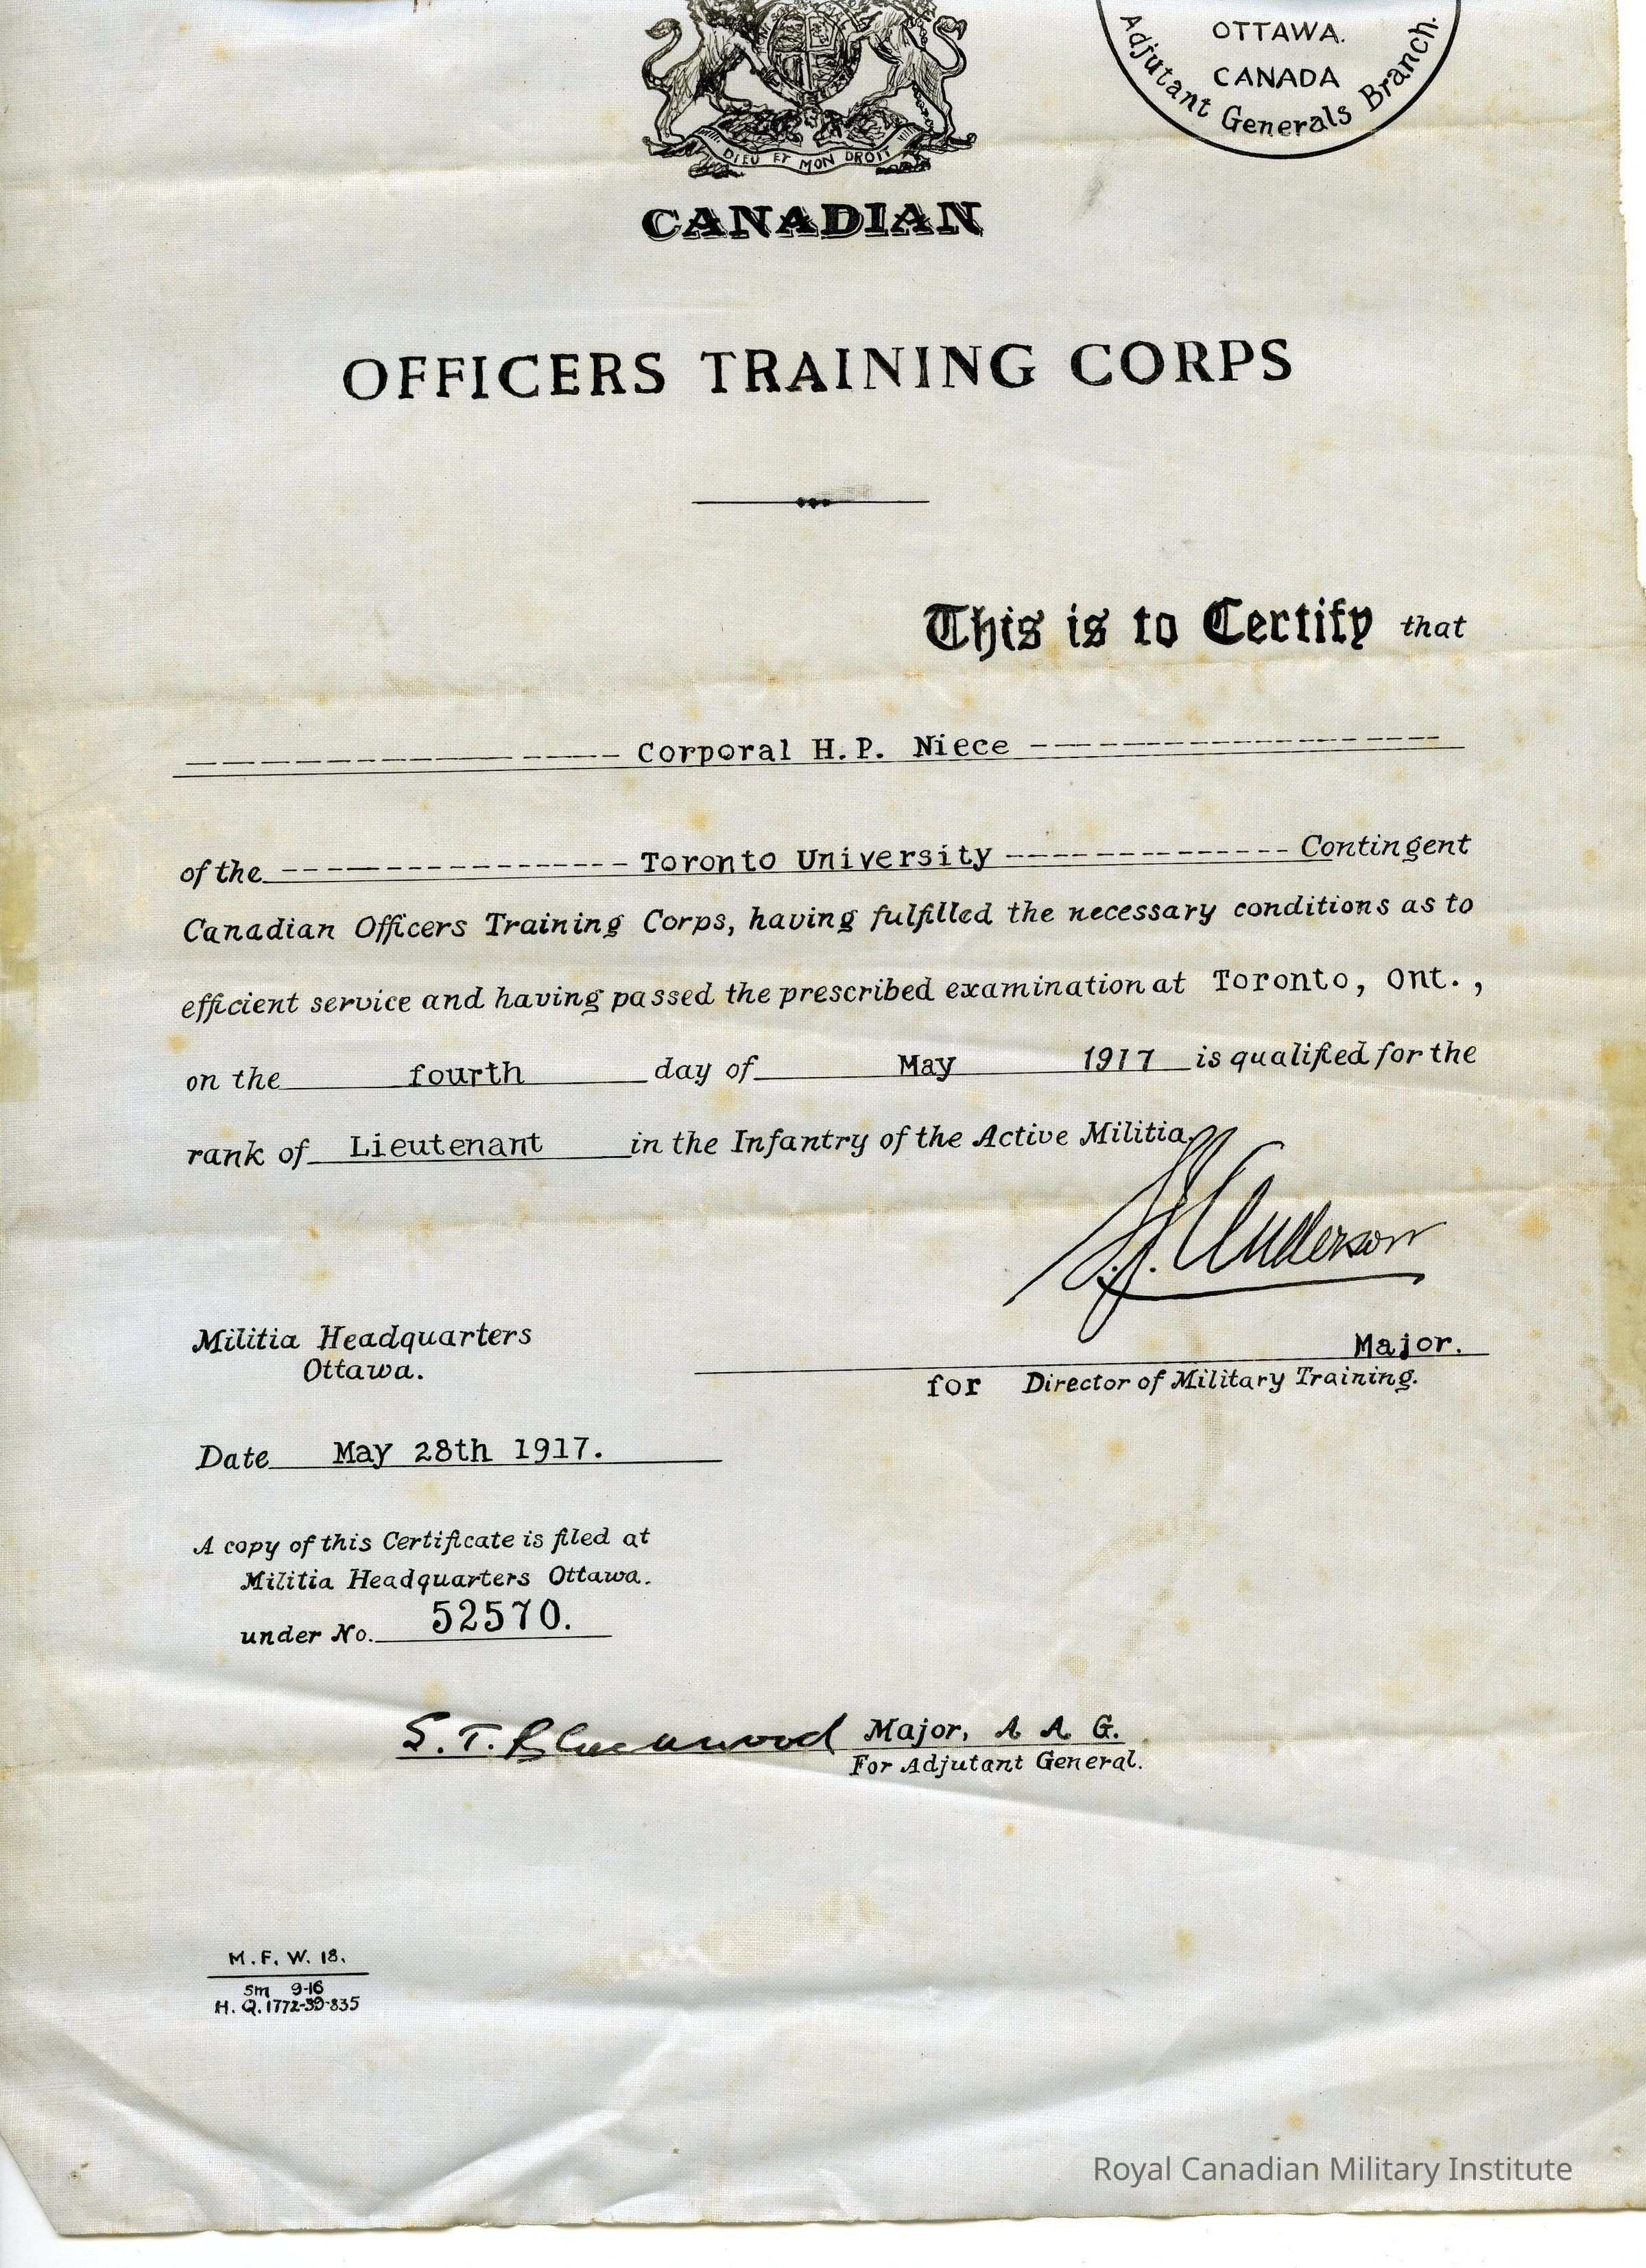 OTTAWA.
CANADA
Adjutant Generals Branch.
DIEU ET MON DROIT
CANADIAN
OFFICERS TRAINING CORPS
This is to Certify that
Corporal H.P. Niece
of the Toronto University Contingent
Canadian Officers Training Corps, having fulfilled the necessary conditions as to
efficient service and having passed the prescribed examination at Toronto, Ont.,
on the fourth day of May 1917 is qualified for the
rank of Lieutenant in the Infantry of the Active Militia.
Anderson
Militia Headquarters
Ottawa.
Major.
for Director of Military Training.
Date May 28th 1917.
A copy of this Certificate is filed at
Militia Headquarters Ottawa.
under No. 52570.
S. T. Blackwood Major, A A G.
For Adjutant General.
M. F. W. 18.
5m 9-16
H. Q. 1772-39-835
Royal Canadian Military Institute